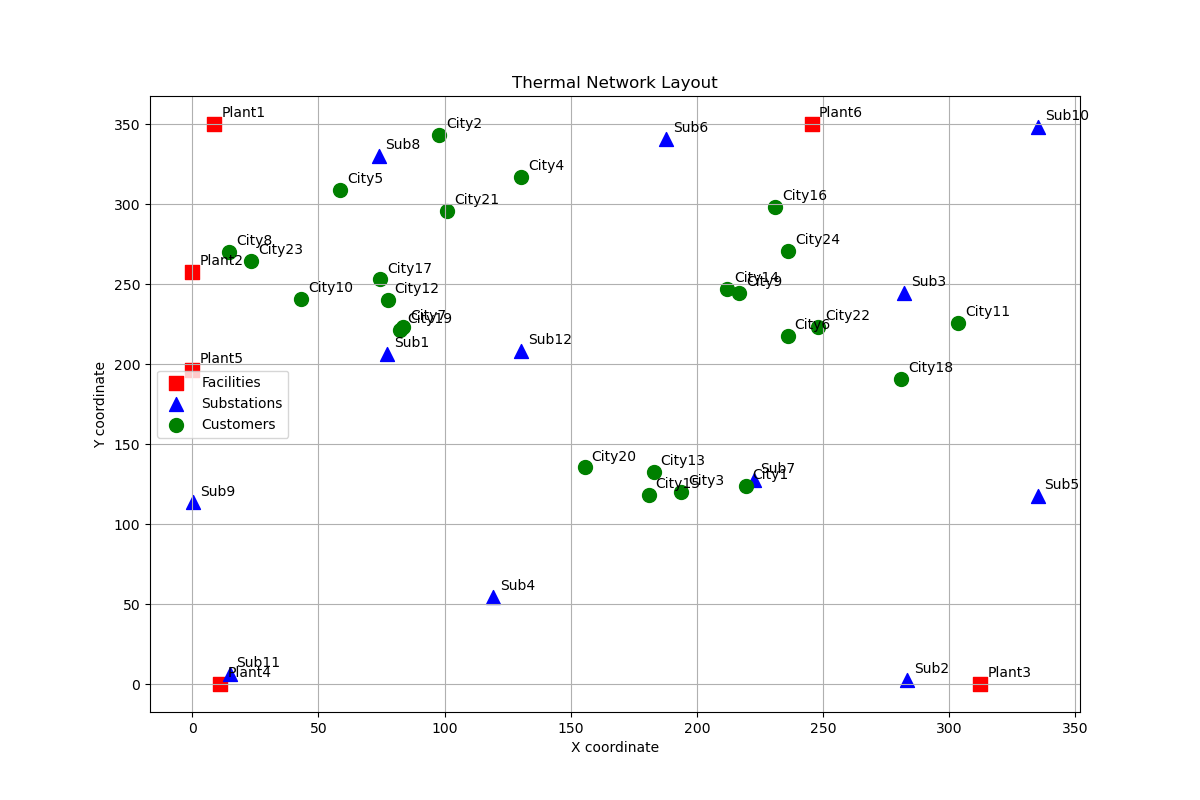 Thermal Network Layout
Plant1
Plant6
Sub10
City2
Sub6
Sub8
City4
City5
City21
City16
City8
City24
City23
Plant2
City17
City14
City9
Sub3
City10
City12
City7
City19
City22
City11
City6
Sub1
Sub12
Plant5
City18
Facilities
Substations
Customers
City20
City13
Sub7
City1
City15
City3
Sub5
Sub9
Sub4
Sub11
Plant4
Sub2
Plant3
350
300
250
200
150
100
50
0
Y coordinate
0
50
100
150
200
250
300
350
X coordinate